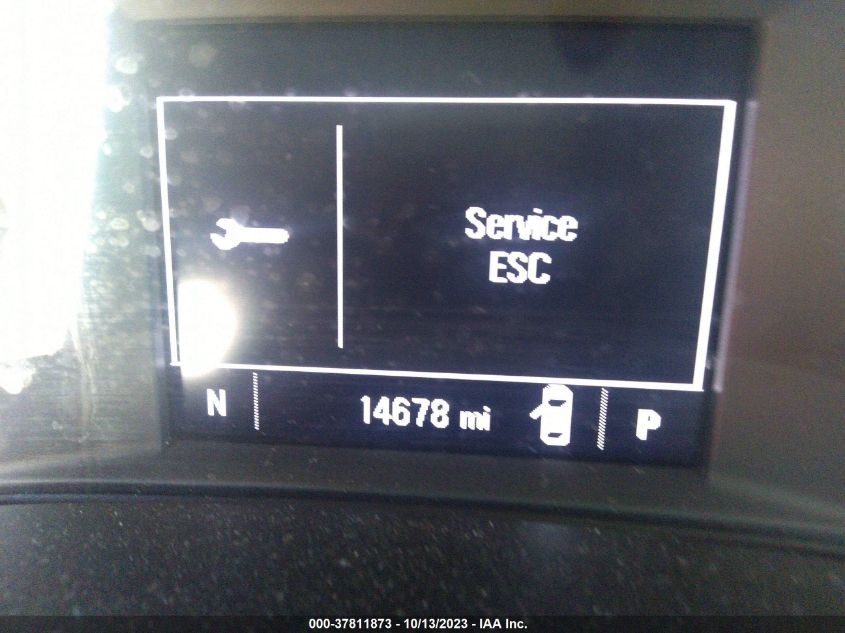 Service
ESC
N 14678 mi P
000-37811873 - 10/13/2023 - IAA Inc.